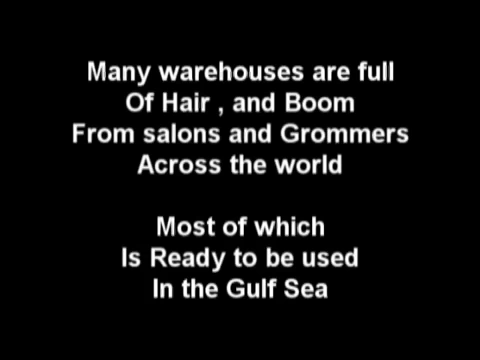 Many warehouses are full
Of Hair , and Boom
From salons and Grommers
Across the world
Most of which
Is Ready to be used
In the Gulf Sea